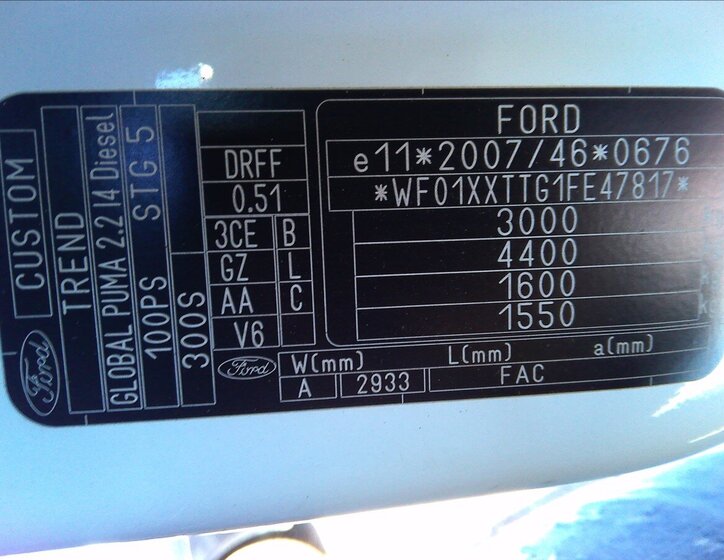 CUSTOM
TREND
GLOBAL PUMA 2.2 I4 Diesel
100PS STG 5
300S
Ford
DRFF
0.51
3CE B
GZ L
AA C
V6
FORD
e11*2007/46*0676
*WF01XXTTG1FE47817*
3000
4400
1600
1550
Ford
W(mm) L(mm) a(mm)
A 2933 FAC